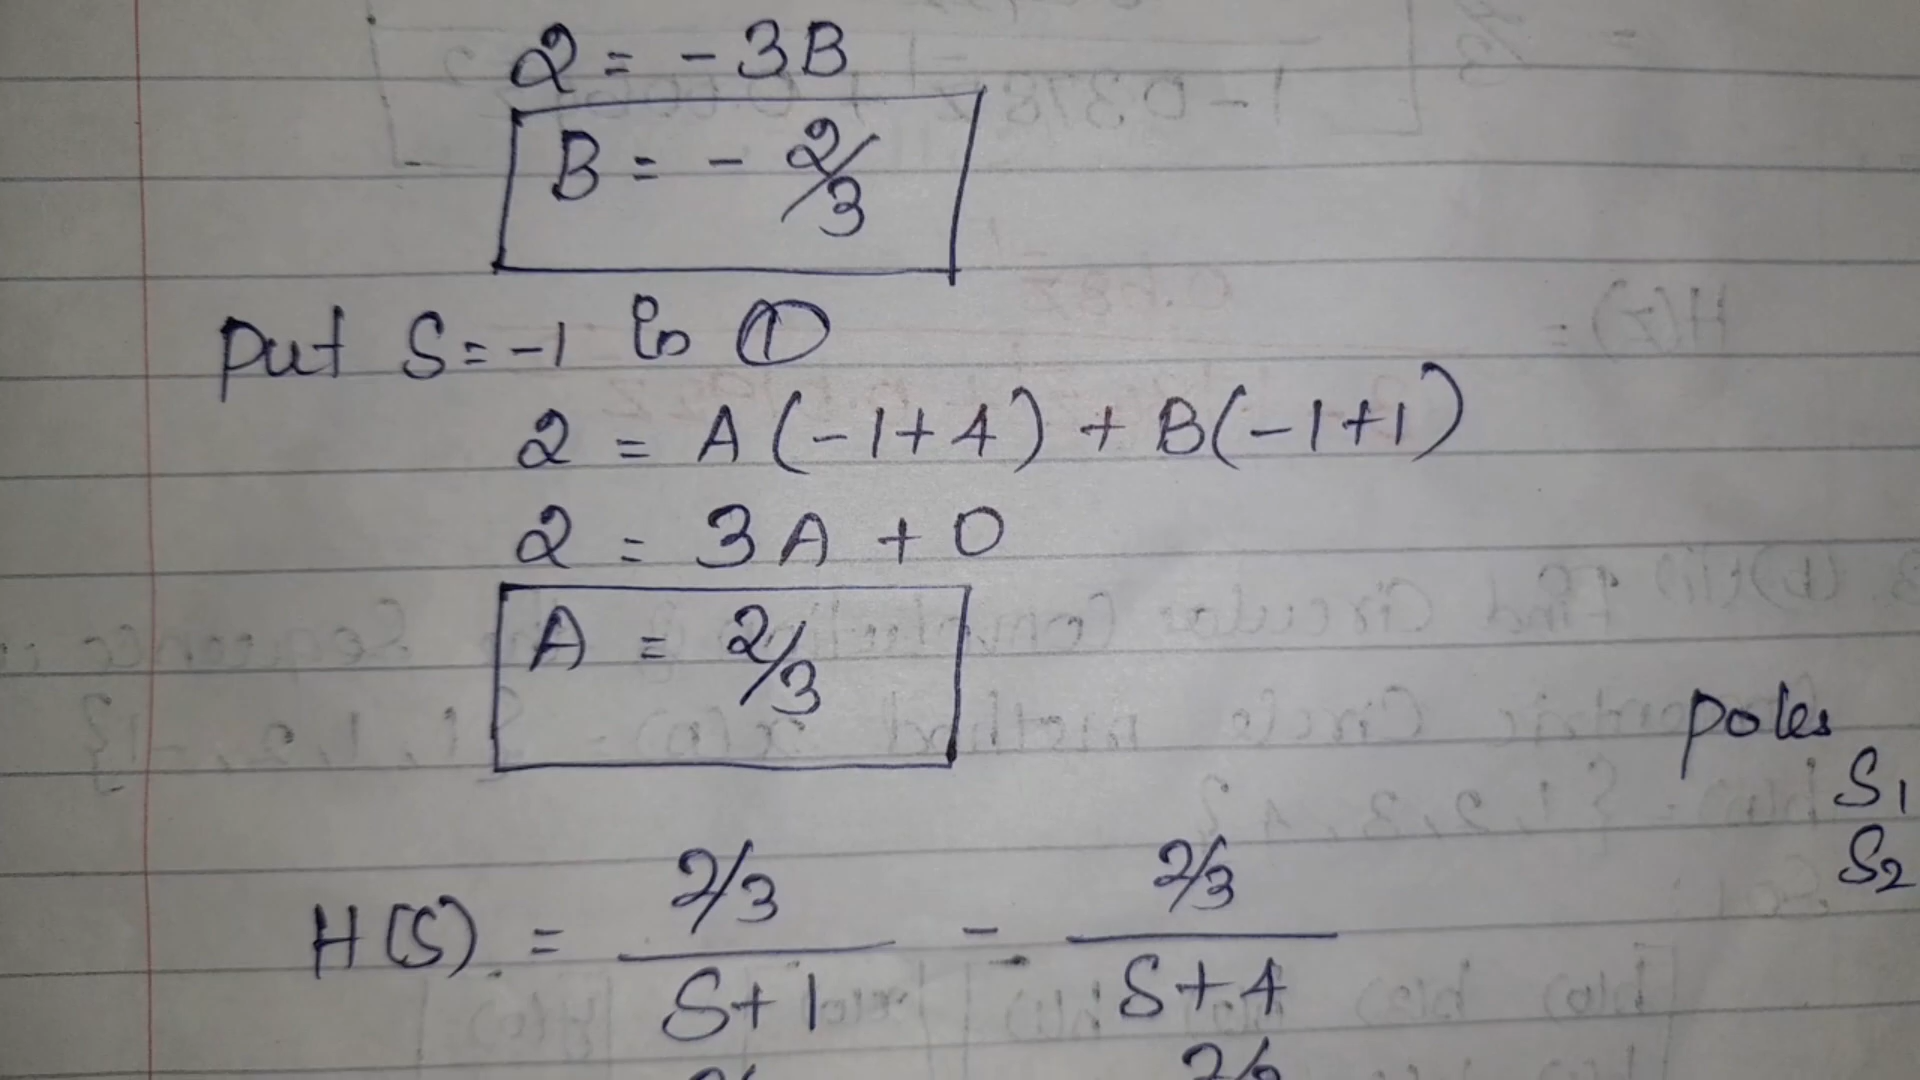 2 = -3B
B = -2/3
Put S=-1 in ①
2 = A(-1+4) + B(-1+1)
2 = 3A + 0
A = 2/3
poles
S1
S2
H(S) = 2/3 / S+1 - 2/3 / S+4